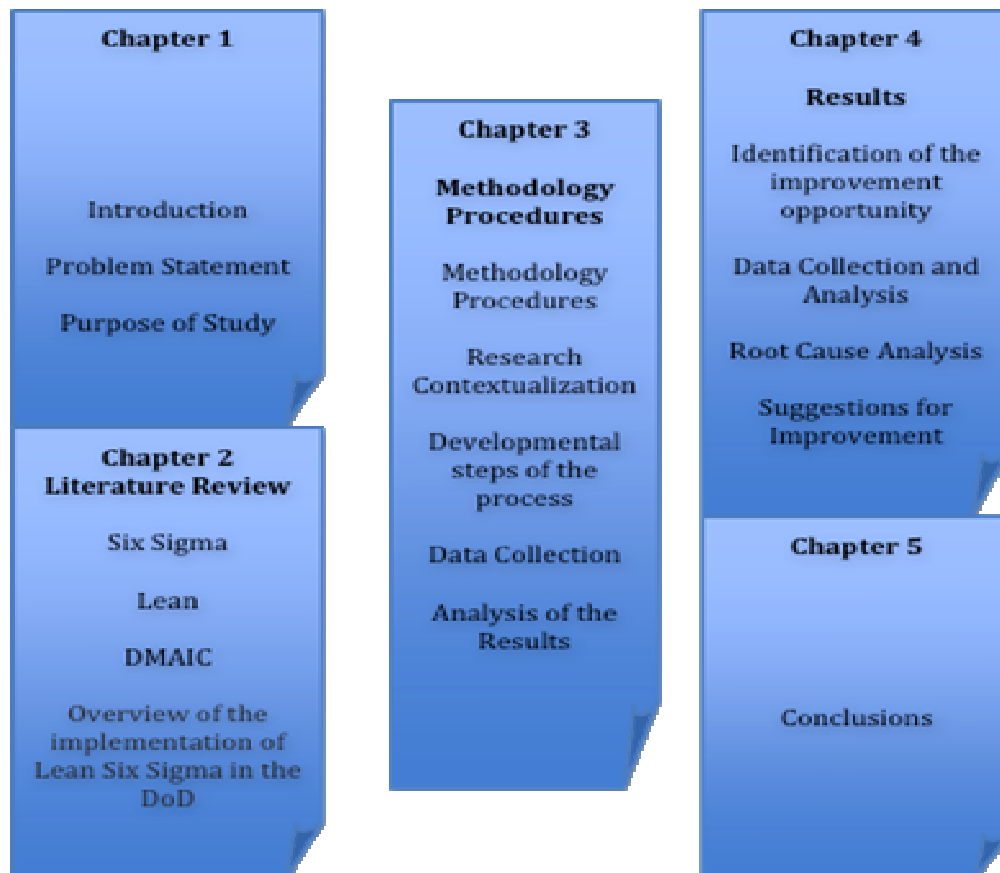 Chapter 1
Introduction
Problem Statement
Purpose of Study
Chapter 2
Literature Review
Six Sigma
Lean
DMAIC
Overview of the
implementation of
Lean Six Sigma in the
DoD
Chapter 3
Methodology
Procedures
Methodology
Procedures
Research
Contextualization
Developmental
steps of the
process
Data Collection
Analysis of the
Results
Chapter 4
Results
Identification of the
improvement
opportunity
Data Collection and
Analysis
Root Cause Analysis
Suggestions for
Improvement
Chapter 5
Conclusions